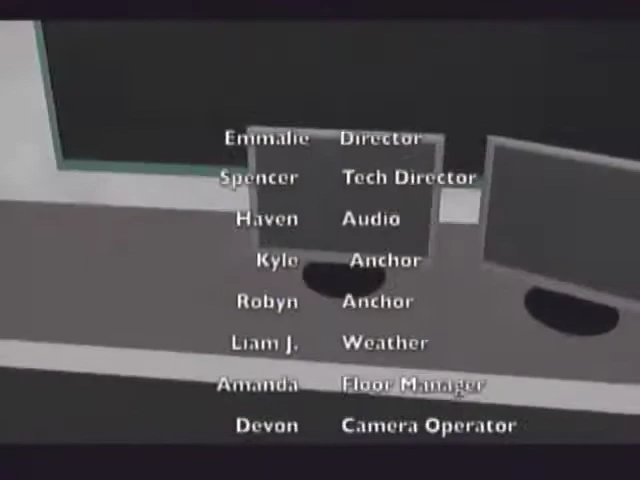 Emmalie Director
Spencer Tech Director
Haven Audio
Kyle Anchor
Robyn Anchor
Liam J. Weather
Amanda Floor Manager
Devon Camera Operator